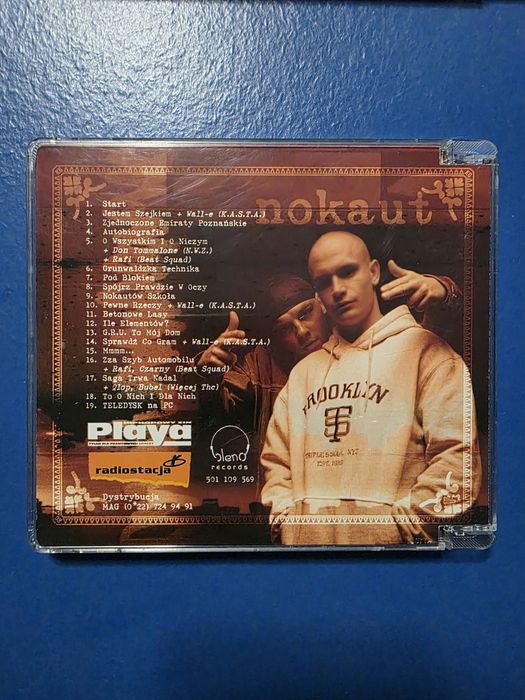 nokaut
1. Start
2. Jestem Szejkiem + Wall-e (K.A.S.T.A.)
3. Zjednoczone Emiraty Poznańskie
4. Autobiografia
5. O Wszystkim I O Niczym
+ Don Tommalone (N.W.Z.)
+ Rafi (Beat Squad)
6. Grunwaldzka Technika
7. Pod Blokiem
8. Spójrz Prawdzie W Oczy
9. Nokautów Szkoła
10. Pewne Rzeczy + Wall-e (K.A.S.T.A.)
11. Betonowe Lasy
12. Ile Elementów?
13. G.R.U. To Mój Dom
14. Sprawdź Co Gram + Wall-e (K.A.S.T.A.)
15. Mmmm...
16. Zza Szyb Automobilu
+ Rafi, Czarny (Beat Squad)
17. Saga Trwa Nadal
+ 2Top, Bubel (Więcej Thc)
18. To O Nich I Dla Nich
19. TELEDYSK na PC
BROOKLYN
Playa
radiostacja
blend
records
501 109 569
Dystrybucja
MAG (0*22) 724 94 91